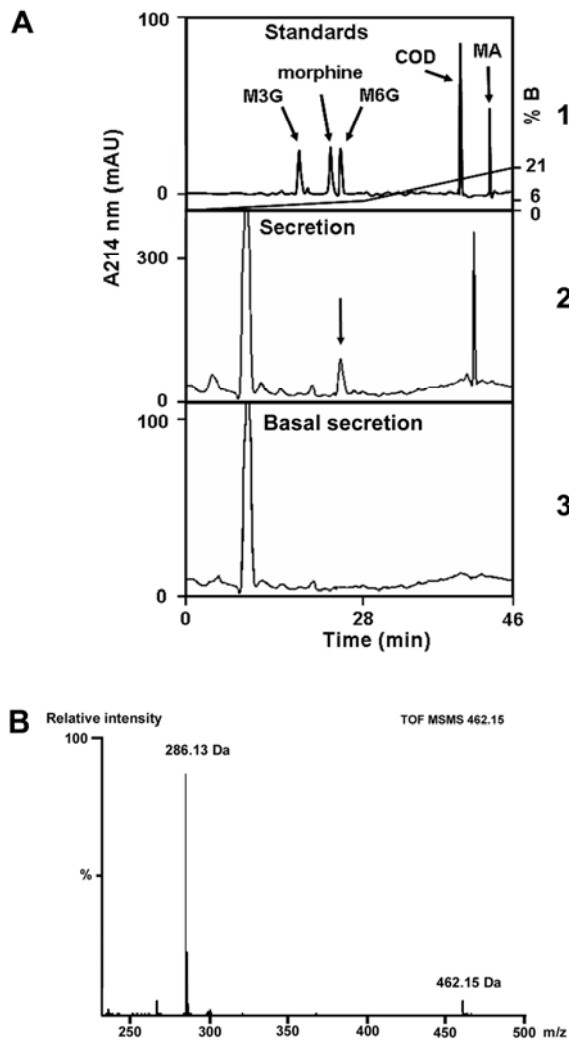 A
100
Standards
COD
MA
morphine
M3G
M6G
% B
1
21
6
0
0
A214 nm (mAU)
Secretion
300
2
0
Basal secretion
100
3
0
0
28
46
Time (min)
B
Relative intensity
TOF MSMS 462.15
100
286.13 Da
%
462.15 Da
250
300
350
400
450
500
m/z